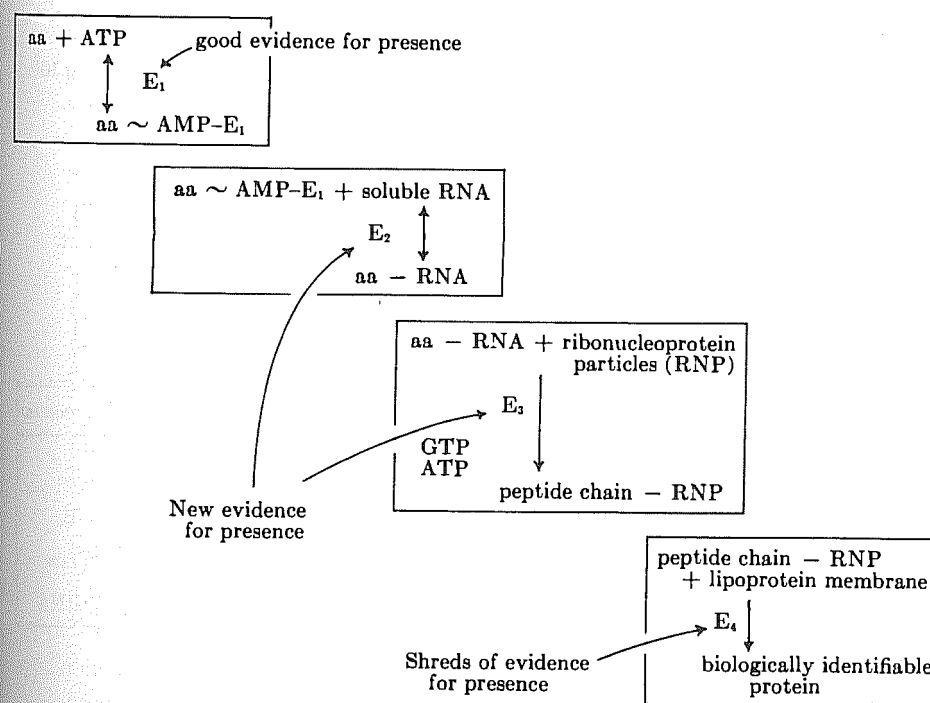 aa + ATP
good evidence for presence
E₁
aa ~ AMP–E₁
aa ~ AMP–E₁ + soluble RNA
E₂
aa – RNA
aa – RNA + ribonucleoprotein
particles (RNP)
E₃
GTP
ATP
peptide chain – RNP
New evidence
for presence
peptide chain – RNP
+ lipoprotein membrane
E₄
Shreds of evidence
for presence
biologically identifiable
protein